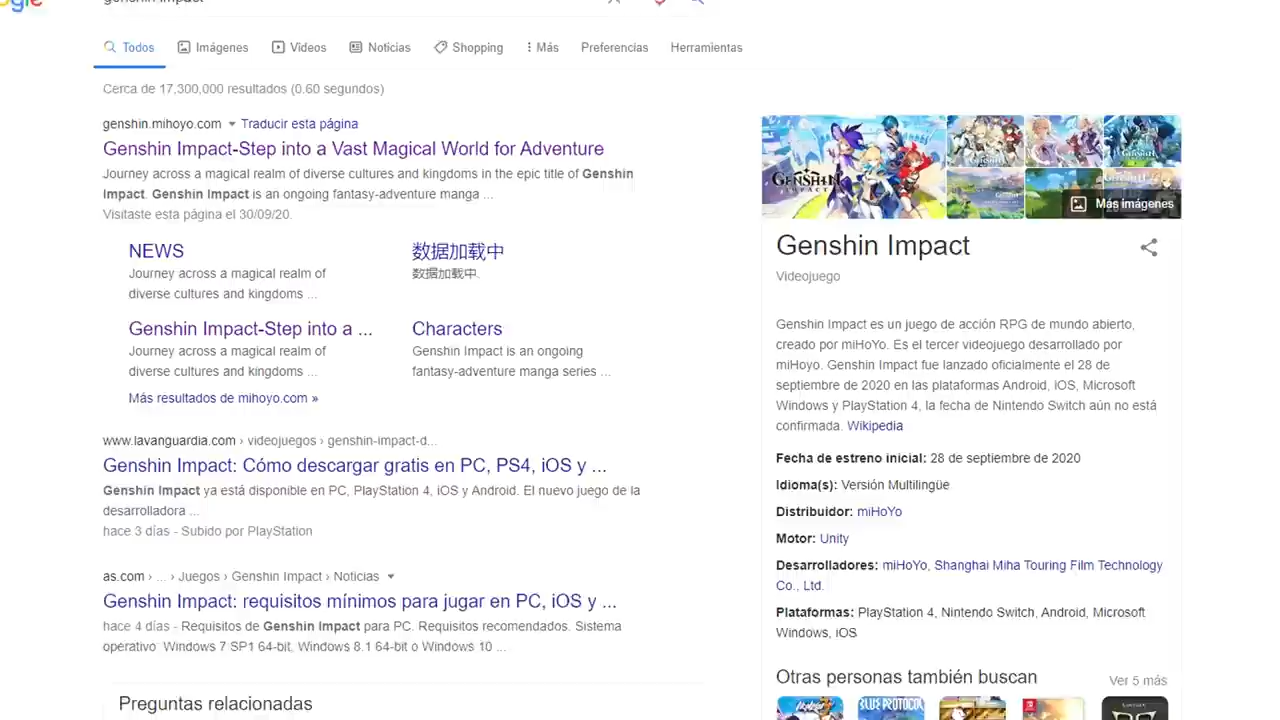 genshin impact
Todos
Imágenes
Videos
Noticias
Shopping
Más
Preferencias
Herramientas
Cerca de 17,300,000 resultados (0.60 segundos)
genshin.mihoyo.com Traducir esta página
Genshin Impact-Step into a Vast Magical World for Adventure
Journey across a magical realm of diverse cultures and kingdoms in the epic title of Genshin
Impact. Genshin Impact is an ongoing fantasy-adventure manga ...
Visitaste esta página el 30/09/20.
NEWS
Journey across a magical realm of
diverse cultures and kingdoms ...
数据加载中
数据加载中.
Genshin Impact-Step into a ...
Journey across a magical realm of
diverse cultures and kingdoms ...
Characters
Genshin Impact is an ongoing
fantasy-adventure manga series ...
Más resultados de mihoyo.com »
www.lavanguardia.com › videojuegos › genshin-impact-d...
Genshin Impact: Cómo descargar gratis en PC, PS4, iOS y ...
Genshin Impact ya está disponible en PC, PlayStation 4, iOS y Android. El nuevo juego de la
desarrolladora ...
hace 3 días - Subido por PlayStation
as.com › ... › Juegos › Genshin Impact › Noticias
Genshin Impact: requisitos mínimos para jugar en PC, iOS y ...
hace 4 días - Requisitos de Genshin Impact para PC. Requisitos recomendados. Sistema
operativo Windows 7 SP1 64-bit, Windows 8.1 64-bit o Windows 10 ...
Preguntas relacionadas
GENSHIN
IMPACT
Más imágenes
Genshin Impact
Videojuego
Genshin Impact es un juego de acción RPG de mundo abierto,
creado por miHoYo. Es el tercer videojuego desarrollado por
miHoyo. Genshin Impact fue lanzado oficialmente el 28 de
septiembre de 2020 en las plataformas Android, iOS, Microsoft
Windows y PlayStation 4, la fecha de Nintendo Switch aún no está
confirmada. Wikipedia
Fecha de estreno inicial: 28 de septiembre de 2020
Idioma(s): Versión Multilingüe
Distribuidor: miHoYo
Motor: Unity
Desarrolladores: miHoYo, Shanghai Miha Touring Film Technology
Co., Ltd.
Plataformas: PlayStation 4, Nintendo Switch, Android, Microsoft
Windows, iOS
Otras personas también buscan
Ver 5 más
BLUE PROTOCOL